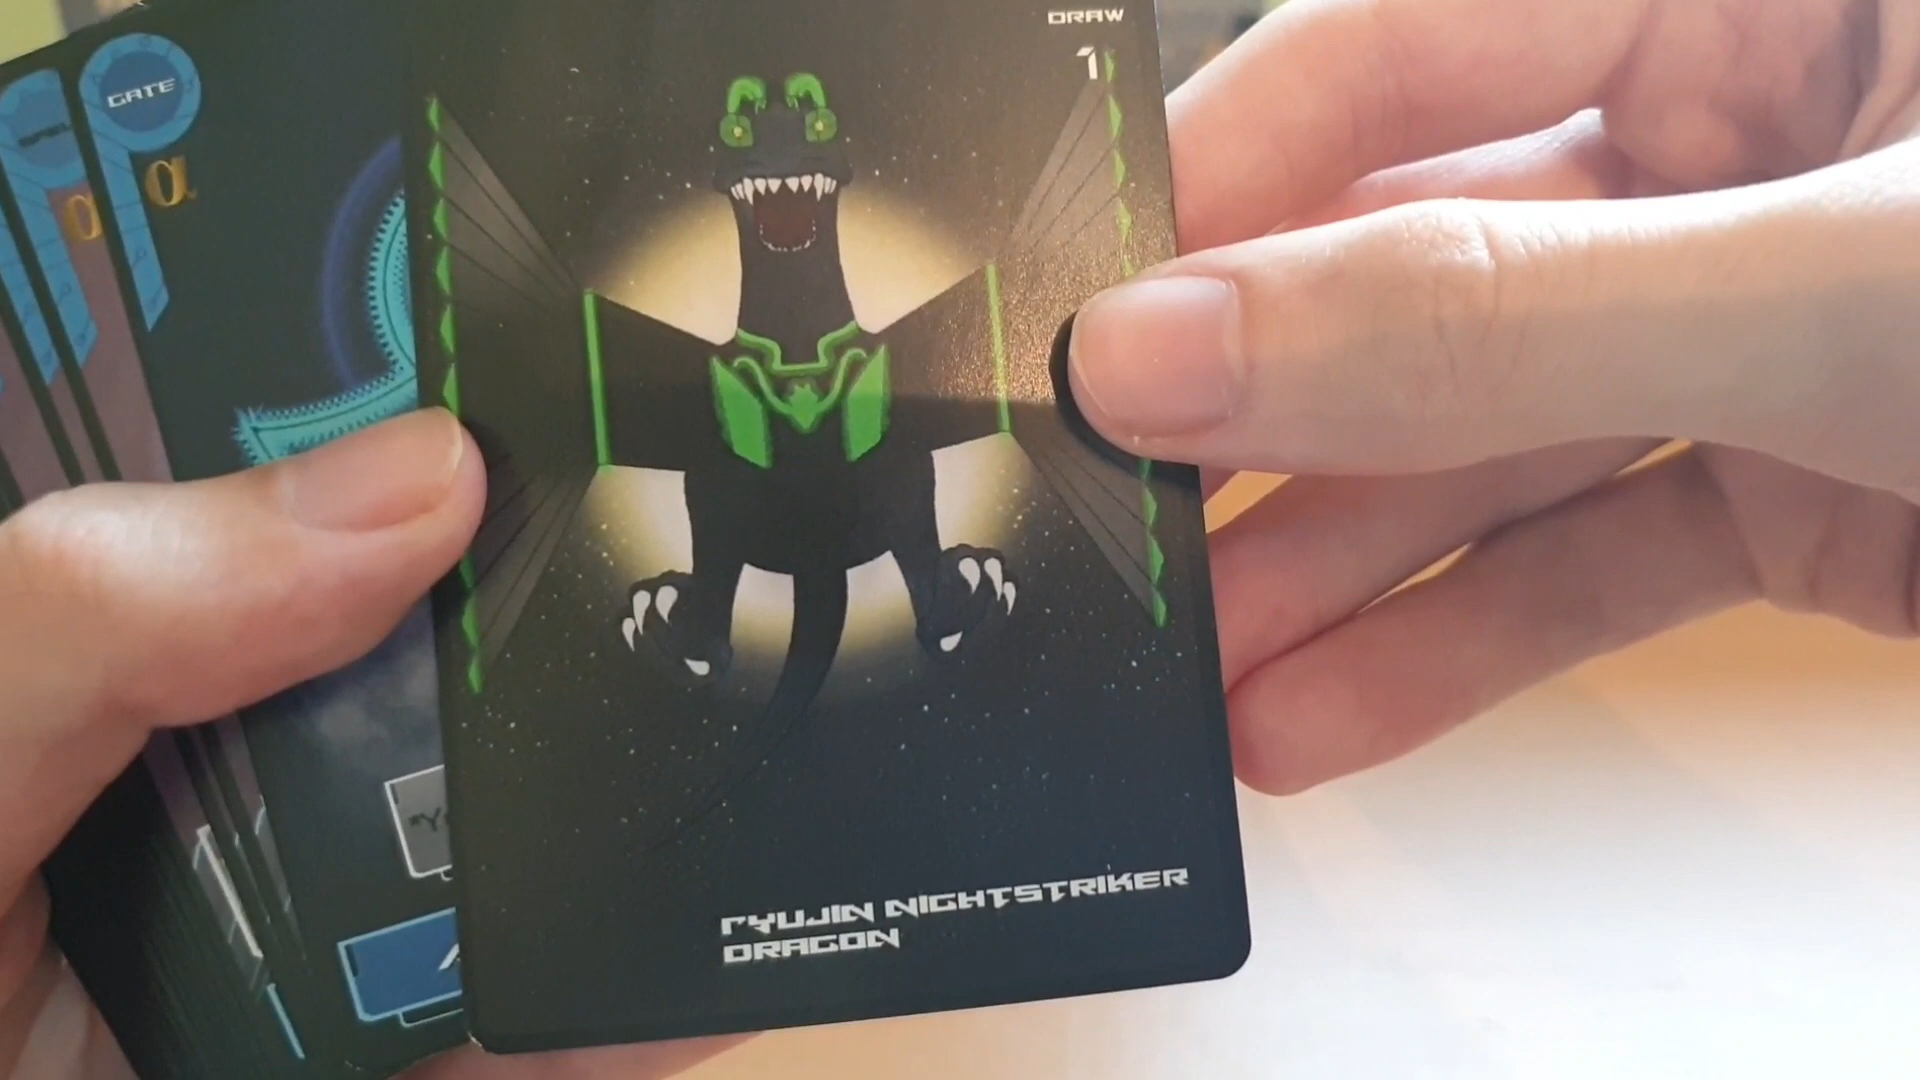 DRAW
1
GATE
α
α
RYUJIN NIGHTSTRIKER
DRAGON